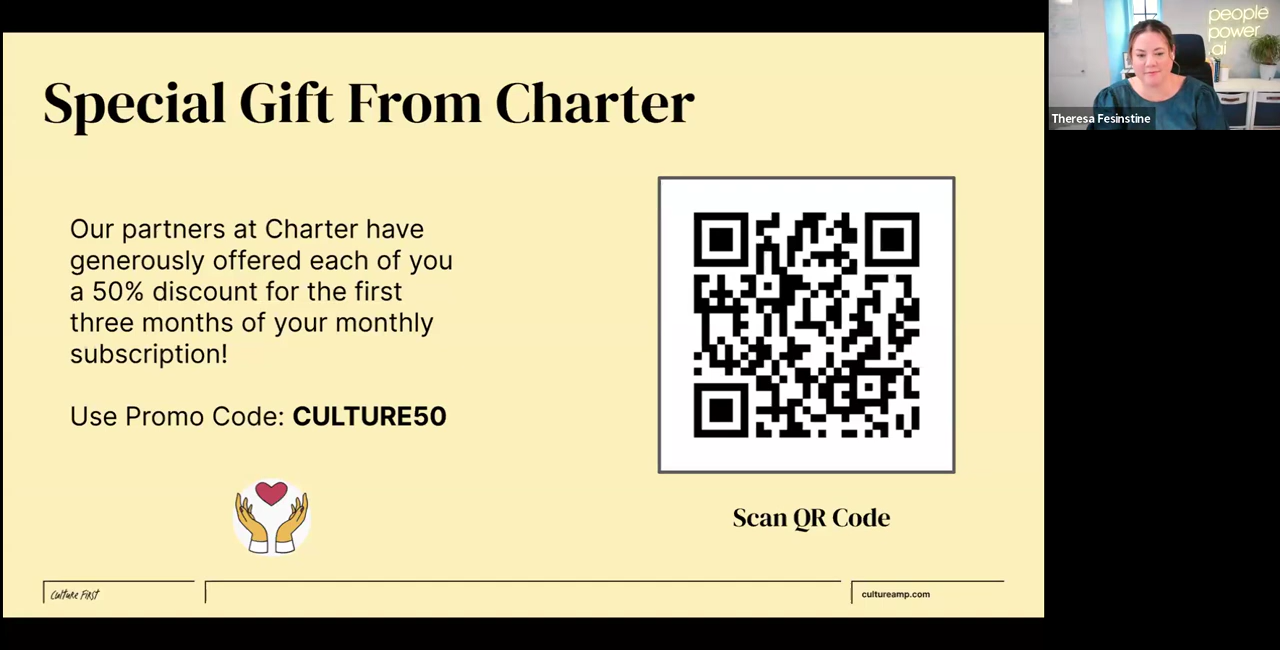 Special Gift From Charter
Our partners at Charter have
generously offered each of you
a 50% discount for the first
three months of your monthly
subscription!
Use Promo Code: CULTURE50
Scan QR Code
Culture First
cultureamp.com
people
power
.ai
Theresa Fesinstine